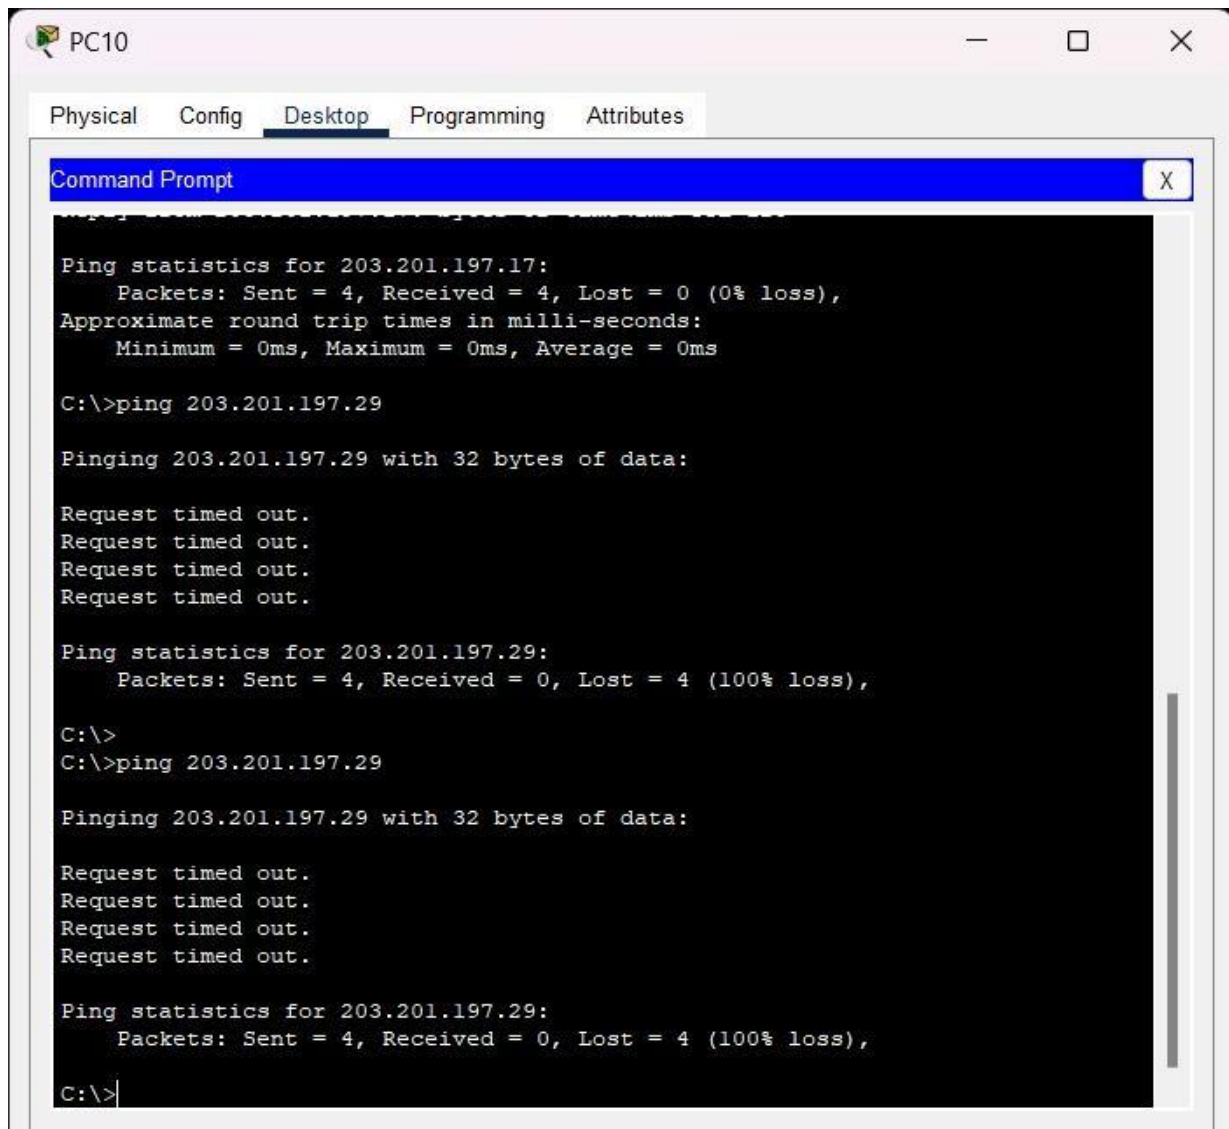 PC10
Physical Config Desktop Programming Attributes
Command Prompt
X
Ping statistics for 203.201.197.17:
    Packets: Sent = 4, Received = 4, Lost = 0 (0% loss),
Approximate round trip times in milli-seconds:
    Minimum = 0ms, Maximum = 0ms, Average = 0ms
C:\>ping 203.201.197.29
Pinging 203.201.197.29 with 32 bytes of data:
Request timed out.
Request timed out.
Request timed out.
Request timed out.
Ping statistics for 203.201.197.29:
    Packets: Sent = 4, Received = 0, Lost = 4 (100% loss),
C:\>
C:\>ping 203.201.197.29
Pinging 203.201.197.29 with 32 bytes of data:
Request timed out.
Request timed out.
Request timed out.
Request timed out.
Ping statistics for 203.201.197.29:
    Packets: Sent = 4, Received = 0, Lost = 4 (100% loss),
C:\>